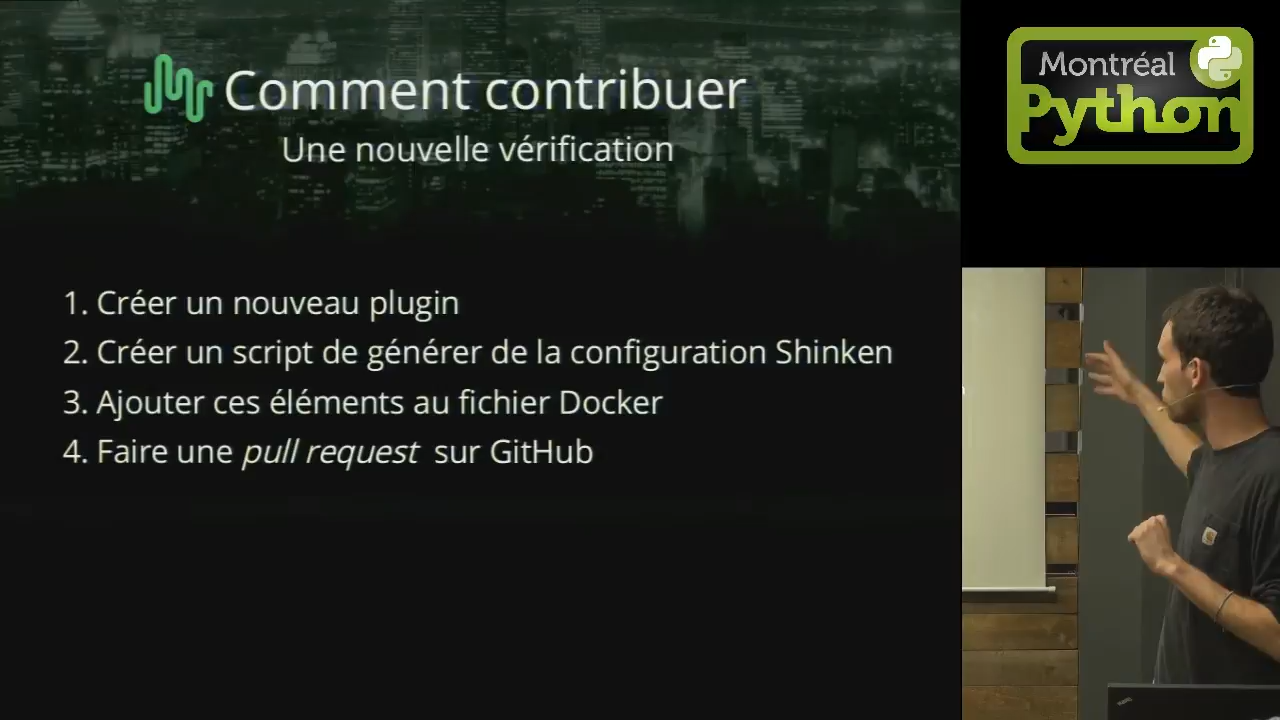 Comment contribuer
Une nouvelle vérification
1. Créer un nouveau plugin
2. Créer un script de générer de la configuration Shinken
3. Ajouter ces éléments au fichier Docker
4. Faire une pull request sur GitHub
Montréal
Python